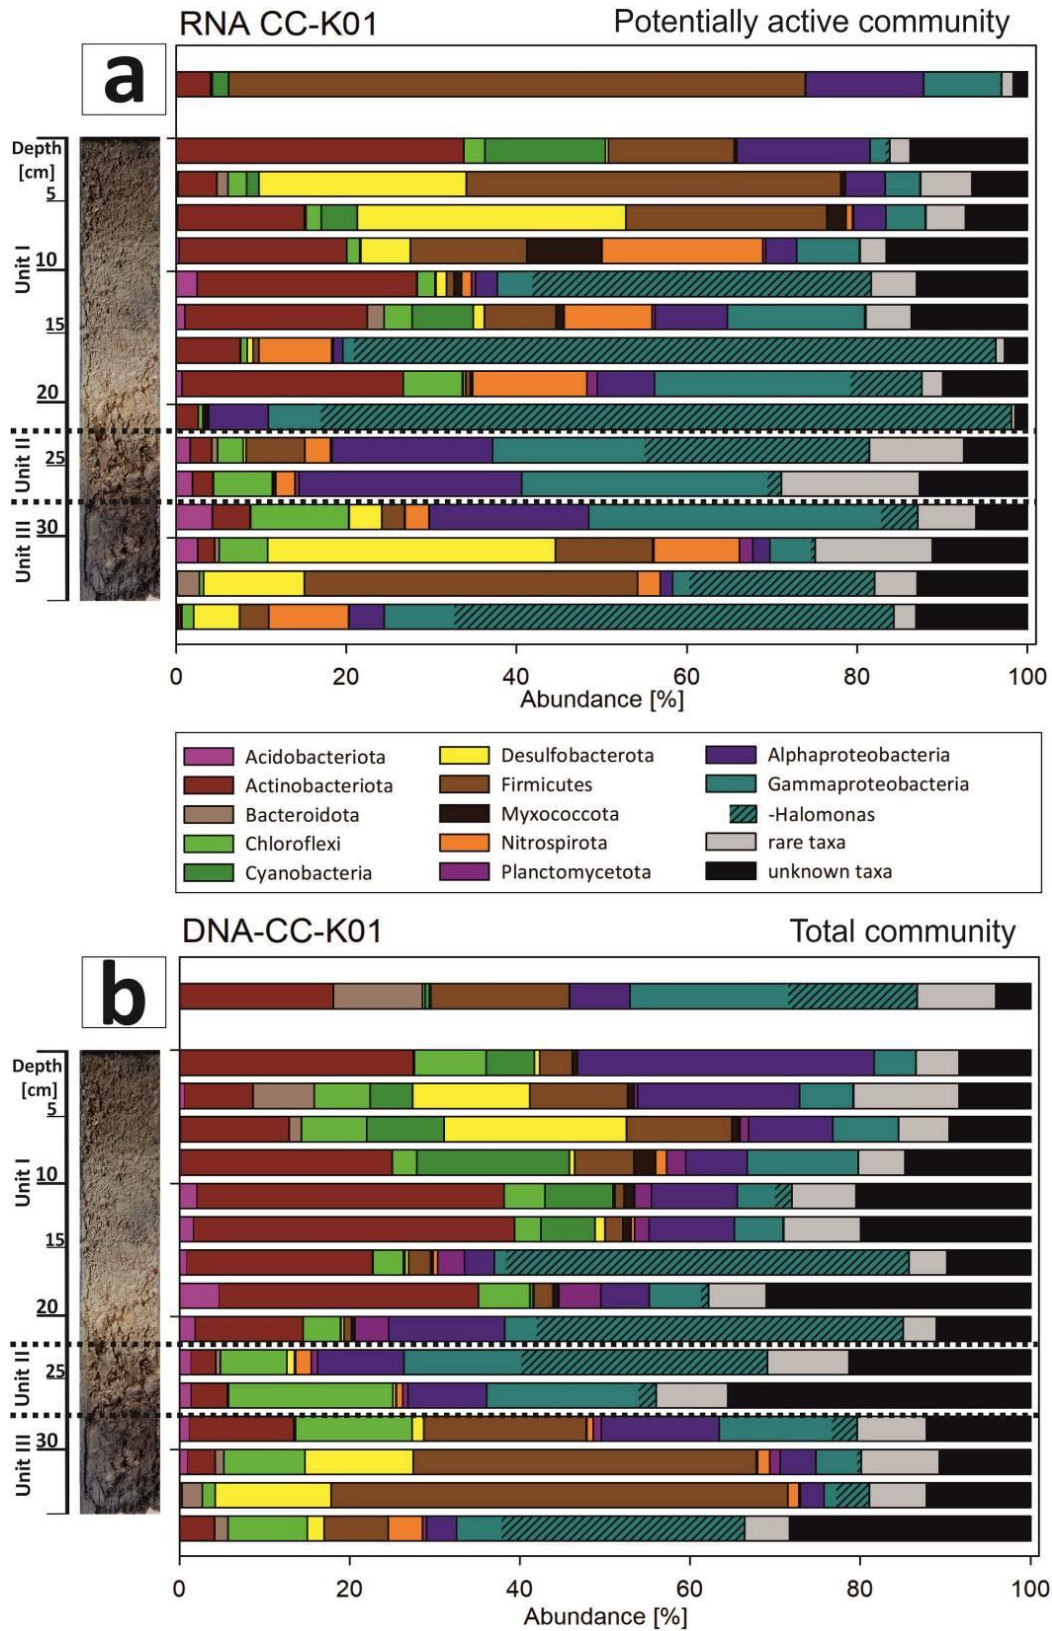 RNA CC-K01 Potentially active community
a
Depth
[cm]
5
10
15
20
25
30
Unit I
Unit II
Unit III
0 20 40 60 80 100
Abundance [%]
Acidobacteriota Desulfobacterota Alphaproteobacteria
Actinobacteriota Firmicutes Gammaproteobacteria
Bacteroidota Myxococcota -Halomonas
Chloroflexi Nitrospirota rare taxa
Cyanobacteria Planctomycetota unknown taxa
DNA-CC-K01 Total community
b
Depth
[cm]
5
10
15
20
25
30
Unit I
Unit II
Unit III
0 20 40 60 80 100
Abundance [%]